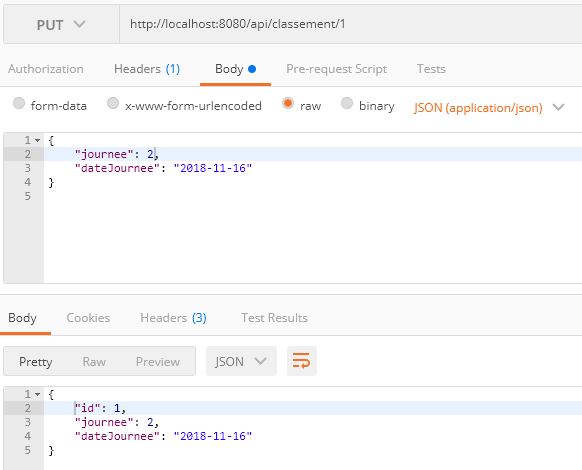 PUT http://localhost:8080/api/classement/1
Authorization Headers (1) Body Pre-request Script Tests
form-data x-www-form-urlencoded raw binary JSON (application/json)
1 {
2 "journee": 2,
3 "dateJournee": "2018-11-16"
4 }
5
Body Cookies Headers (3) Test Results
Pretty Raw Preview JSON
1 {
2 "id": 1,
3 "journee": 2,
4 "dateJournee": "2018-11-16"
5 }